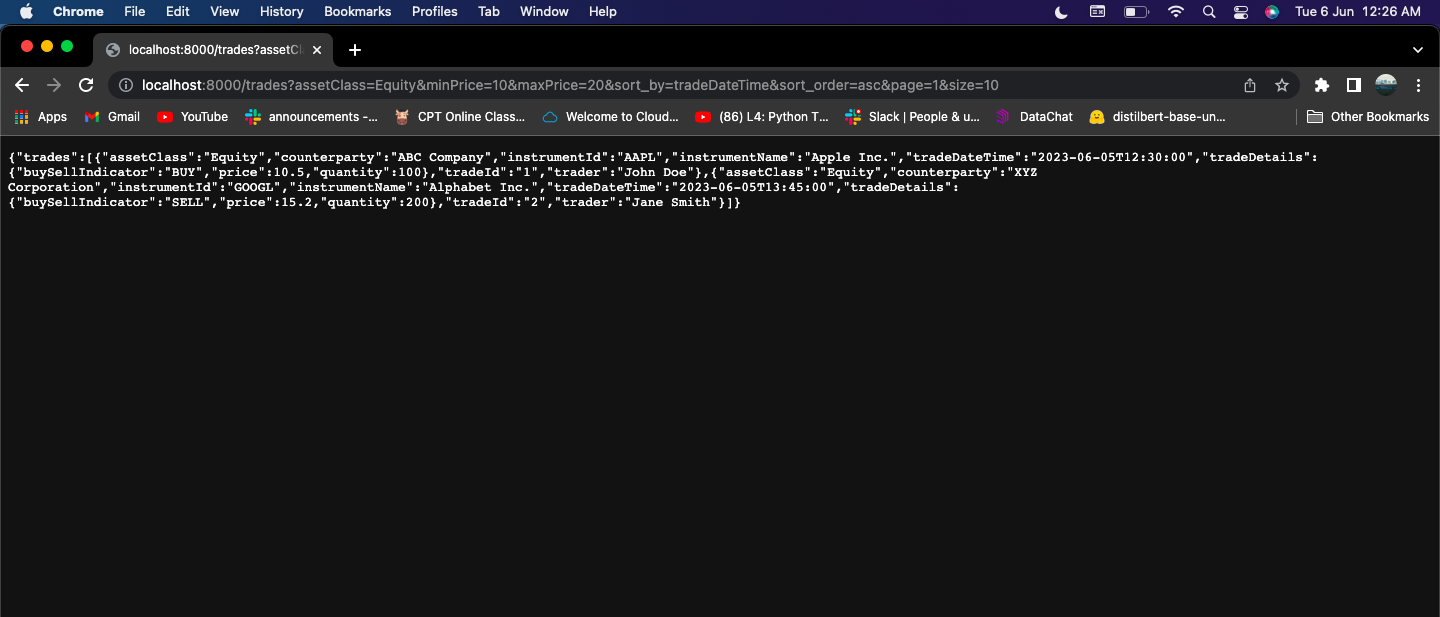 Chrome File Edit View History Bookmarks Profiles Tab Window Help Tue 6 Jun 12:26 AM
localhost:8000/trades?assetCl
localhost:8000/trades?assetClass=Equity&minPrice=10&maxPrice=20&sort_by=tradeDateTime&sort_order=asc&page=1&size=10
Apps Gmail YouTube announcements -... CPT Online Class... Welcome to Cloud... (86) L4: Python T... Slack | People & u... DataChat distilbert-base-un... Other Bookmarks
{"trades":[{"assetClass":"Equity","counterparty":"ABC Company","instrumentId":"AAPL","instrumentName":"Apple Inc.","tradeDateTime":"2023-06-05T12:30:00","tradeDetails":
{"buySellIndicator":"BUY","price":10.5,"quantity":100},"tradeId":"1","trader":"John Doe"},{"assetClass":"Equity","counterparty":"XYZ
Corporation","instrumentId":"GOOGL","instrumentName":"Alphabet Inc.","tradeDateTime":"2023-06-05T13:45:00","tradeDetails":
{"buySellIndicator":"SELL","price":15.2,"quantity":200},"tradeId":"2","trader":"Jane Smith"}]}